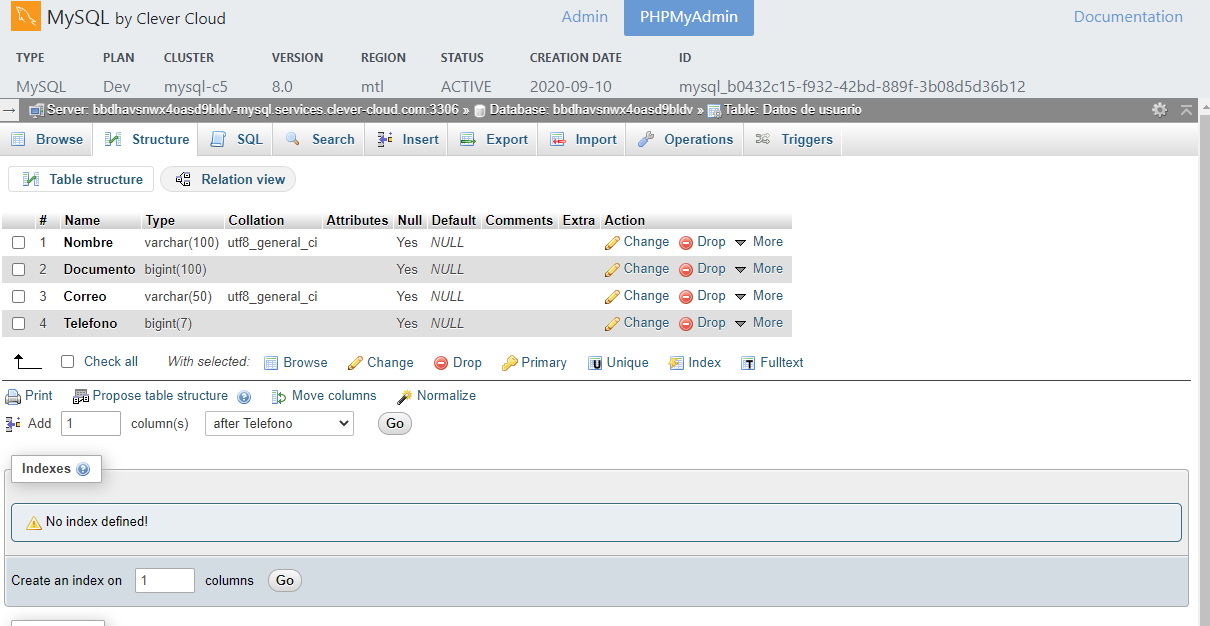 MySQL by Clever Cloud Admin PHPMyAdmin Documentation
TYPE PLAN CLUSTER VERSION REGION STATUS CREATION DATE ID
MySQL Dev mysql-c5 8.0 mtl ACTIVE 2020-09-10 mysql_b0432c15-f932-42bd-889f-3b08d5d36b12
Server: bbdhavsnwx4oasd9bldv-mysql.services.clever-cloud.com:3306 » Database: bbdhavsnwx4oasd9bldv » Table: Datos de usuario
Browse Structure SQL Search Insert Export Import Operations Triggers
Table structure Relation view
# Name Type Collation Attributes Null Default Comments Extra Action
1 Nombre varchar(100) utf8_general_ci Yes NULL Change Drop More
2 Documento bigint(100) Yes NULL Change Drop More
3 Correo varchar(50) utf8_general_ci Yes NULL Change Drop More
4 Telefono bigint(7) Yes NULL Change Drop More
Check all With selected: Browse Change Drop Primary Unique Index Fulltext
Print Propose table structure Move columns Normalize
Add 1 column(s) after Telefono Go
Indexes
No index defined!
Create an index on 1 columns Go